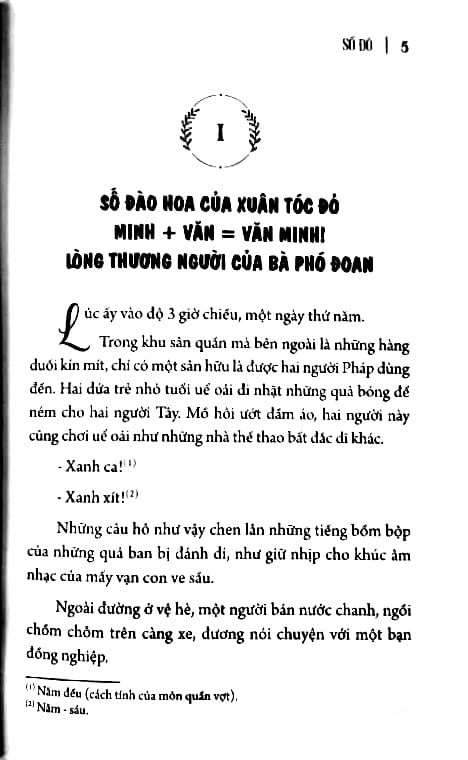 SỐ ĐỎ | 5
I
SỐ ĐÀO HOA CỦA XUÂN TÓC ĐỎ
MINH + VĂN = VĂN MINH!
LÒNG THƯƠNG NGƯỜI CỦA BÀ PHÓ ĐOAN
Lúc ấy vào độ 3 giờ chiều, một ngày thứ năm.
Trong khu sân quần mà bên ngoài là những hàng
duối kín mít, chỉ có một sân hữu là được hai người Pháp dùng
đến. Hai đứa trẻ nhỏ tuổi uể oải đi nhặt những quả bóng để
ném cho hai người Tây. Mồ hôi ướt đẫm áo, hai người này
cũng chơi uể oải như những nhà thể thao bất đắc dĩ khác.
- Xanh ca!(1)
- Xanh xít!(2)
Những câu hô như vậy chen lẫn những tiếng bồm bộp
của những quả ban bị đánh đi, như giữ nhịp cho khúc âm
nhạc của mấy vạn con ve sầu.
Ngoài đường ở vệ hè, một người bán nước chanh, ngồi
chồm chỗm trên càng xe, đương nói chuyện với một bạn
đồng nghiệp.
(1) Năm đều (cách tính của môn quần vợt).
(2) Năm - sáu.